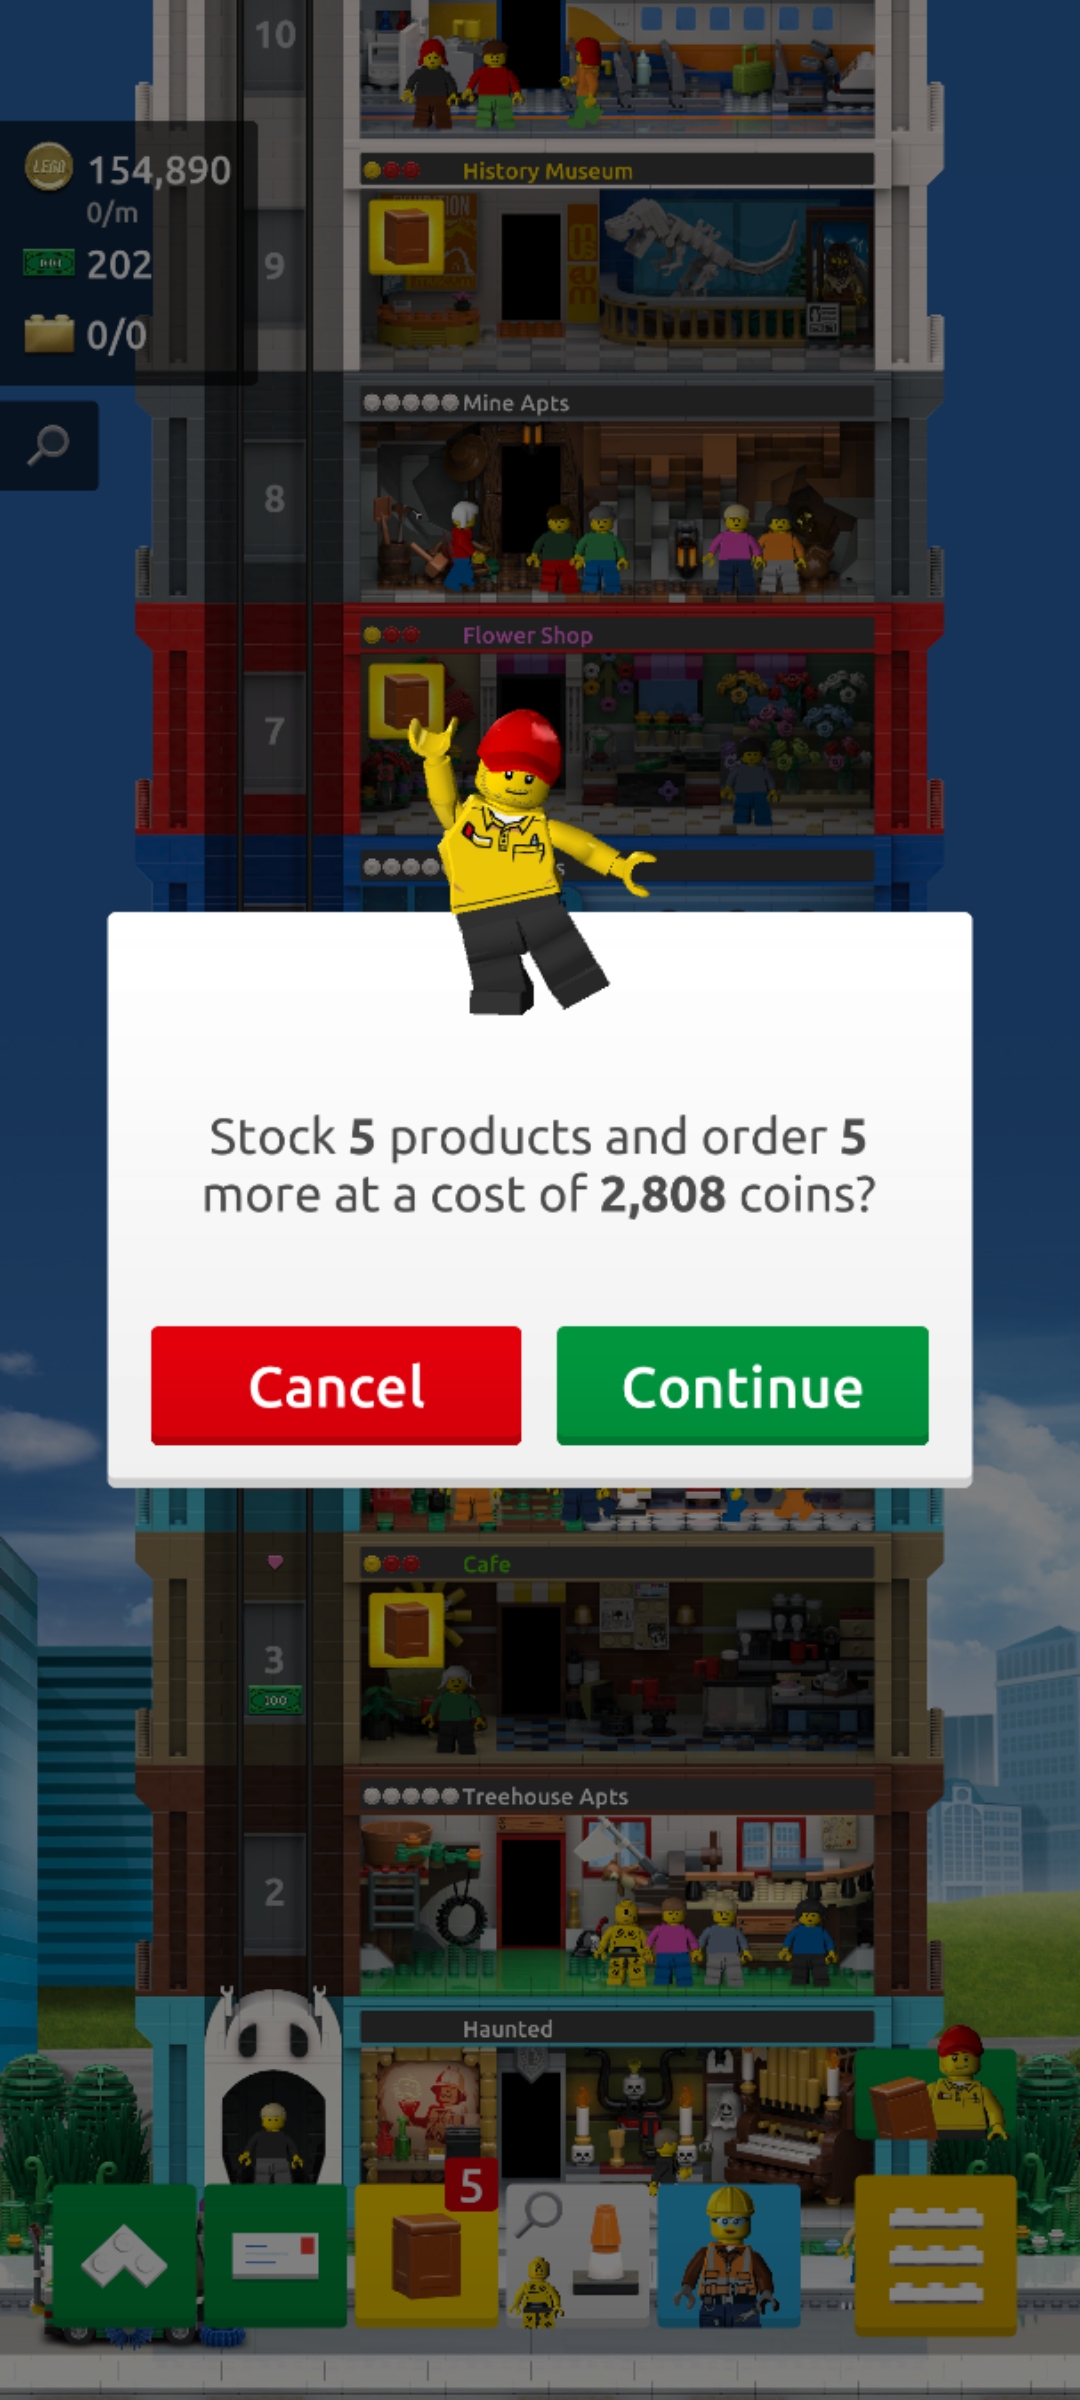 10
LEGO 154,890
0/m
202
0/0
History Museum
9
Mine Apts
8
Flower Shop
7
Stock 5 products and order 5
more at a cost of 2,808 coins?
Cancel
Continue
Cafe
3
100
Treehouse Apts
2
Haunted
5